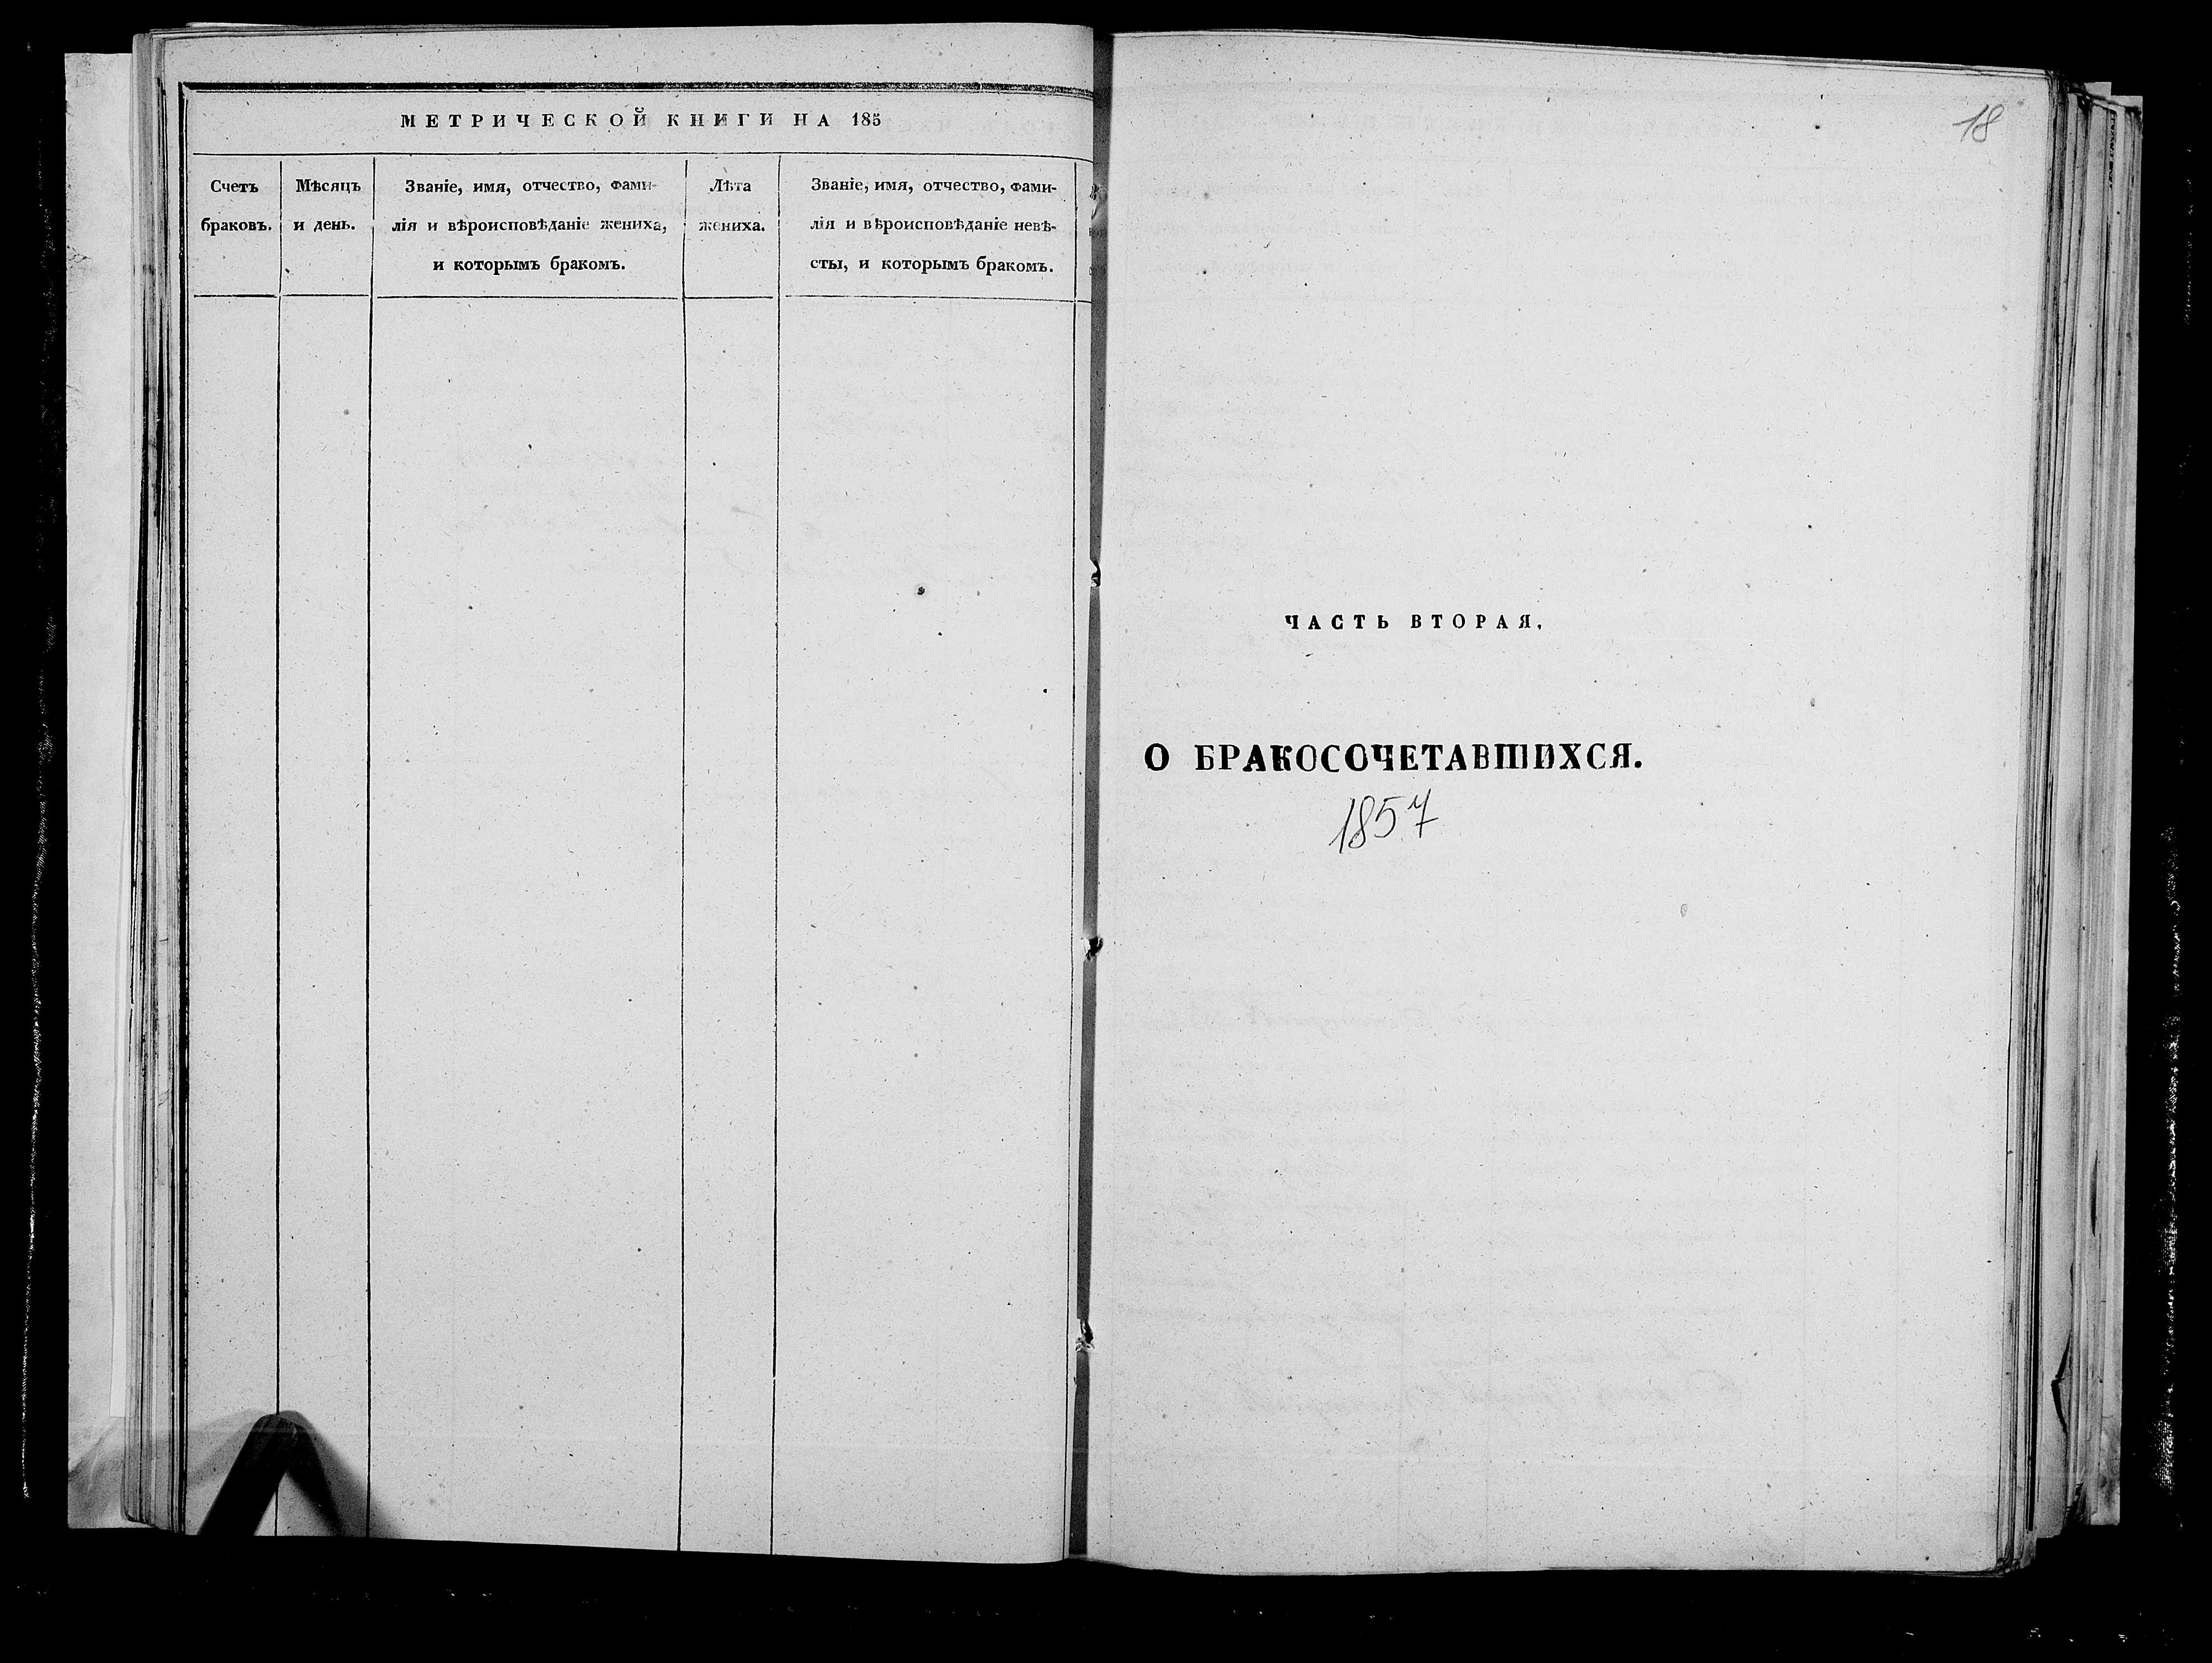 МЕТРИЧЕСКОЙ КНИГИ НА 185
Счетъ
браковъ.
Мѣсяцъ
и день.
Званіе, имя, отчество, фами-
лія и вѣроисповѣданіе жениха,
и которымъ бракомъ.
Лѣта
жениха.
Званіе, имя, отчество, фами-
лія и вѣроисповѣданіе невѣ-
сты, и которымъ бракомъ.
18
ЧАСТЬ ВТОРАЯ,
О БРАКОСОЧЕТАВШИХСЯ.
1857